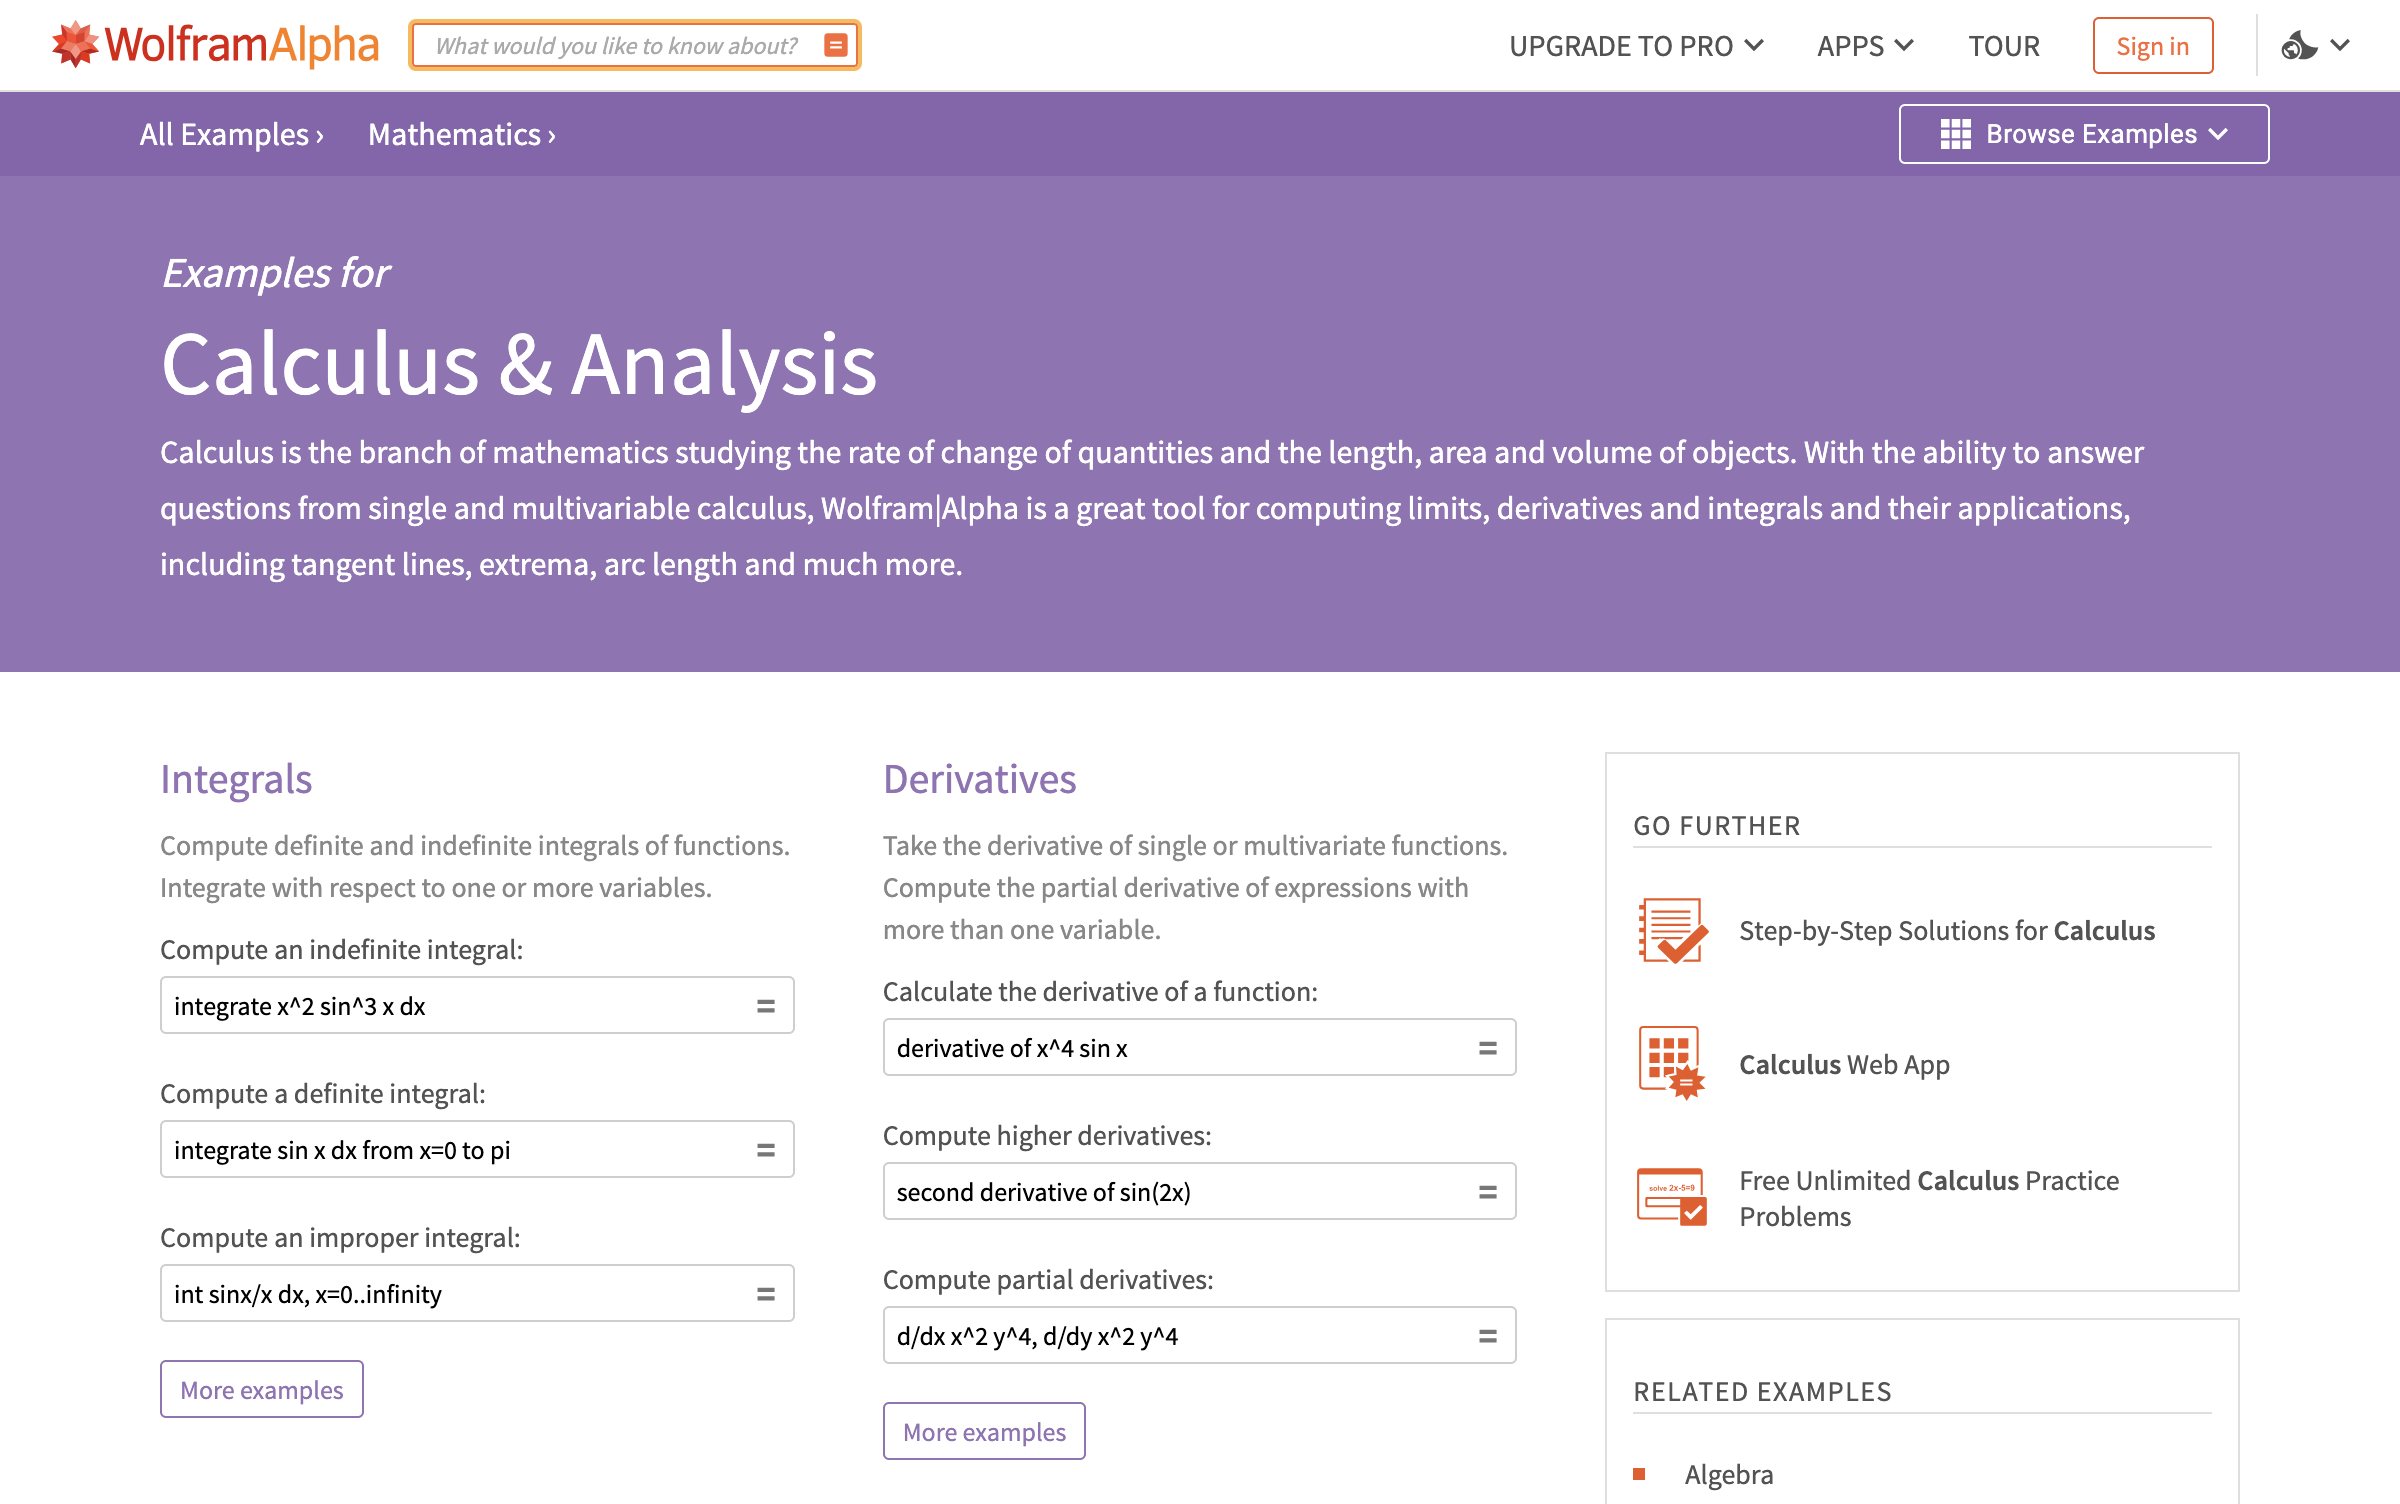 WolframAlpha
What would you like to know about?
UPGRADE TO PRO
APPS
TOUR
Sign in
All Examples ›
Mathematics ›
Browse Examples
Examples for
Calculus & Analysis
Calculus is the branch of mathematics studying the rate of change of quantities and the length, area and volume of objects. With the ability to answer
questions from single and multivariable calculus, Wolfram|Alpha is a great tool for computing limits, derivatives and integrals and their applications,
including tangent lines, extrema, arc length and much more.
Integrals
Compute definite and indefinite integrals of functions.
Integrate with respect to one or more variables.
Compute an indefinite integral:
integrate x^2 sin^3 x dx
=
Compute a definite integral:
integrate sin x dx from x=0 to pi
=
Compute an improper integral:
int sinx/x dx, x=0..infinity
=
More examples
Derivatives
Take the derivative of single or multivariate functions.
Compute the partial derivative of expressions with
more than one variable.
Calculate the derivative of a function:
derivative of x^4 sin x
=
Compute higher derivatives:
second derivative of sin(2x)
=
Compute partial derivatives:
d/dx x^2 y^4, d/dy x^2 y^4
=
More examples
GO FURTHER
Step-by-Step Solutions for Calculus
Calculus Web App
solve 2x-5=9
Free Unlimited Calculus Practice
Problems
RELATED EXAMPLES
Algebra